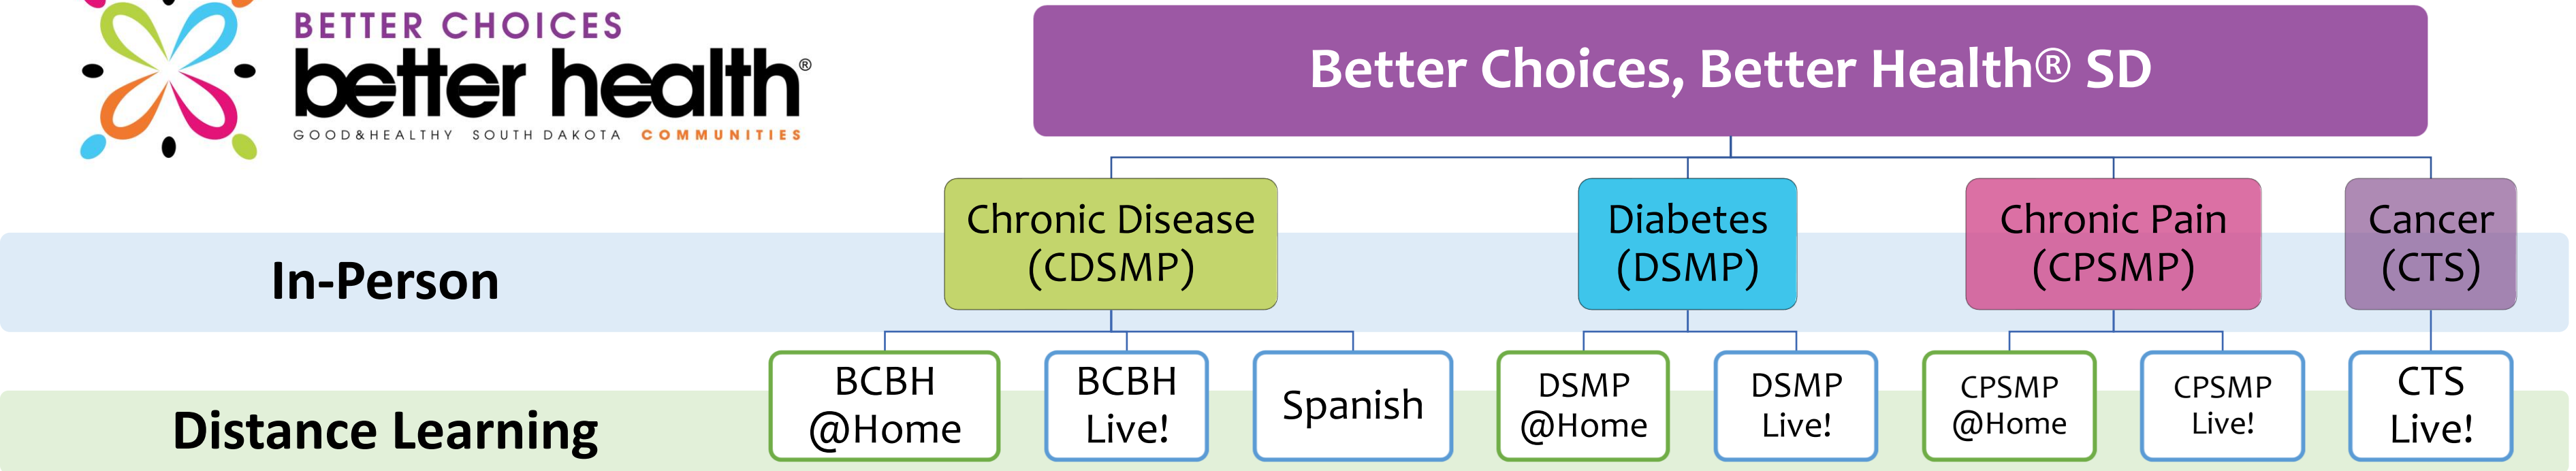 BETTER CHOICES
better health®
GOOD&HEALTHY SOUTH DAKOTA COMMUNITIES
Better Choices, Better Health® SD
Chronic Disease
(CDSMP)
Diabetes
(DSMP)
Chronic Pain
(CPSMP)
Cancer
(CTS)
In-Person
BCBH
@Home
BCBH
Live!
Spanish
DSMP
@Home
DSMP
Live!
CPSMP
@Home
CPSMP
Live!
CTS
Live!
Distance Learning